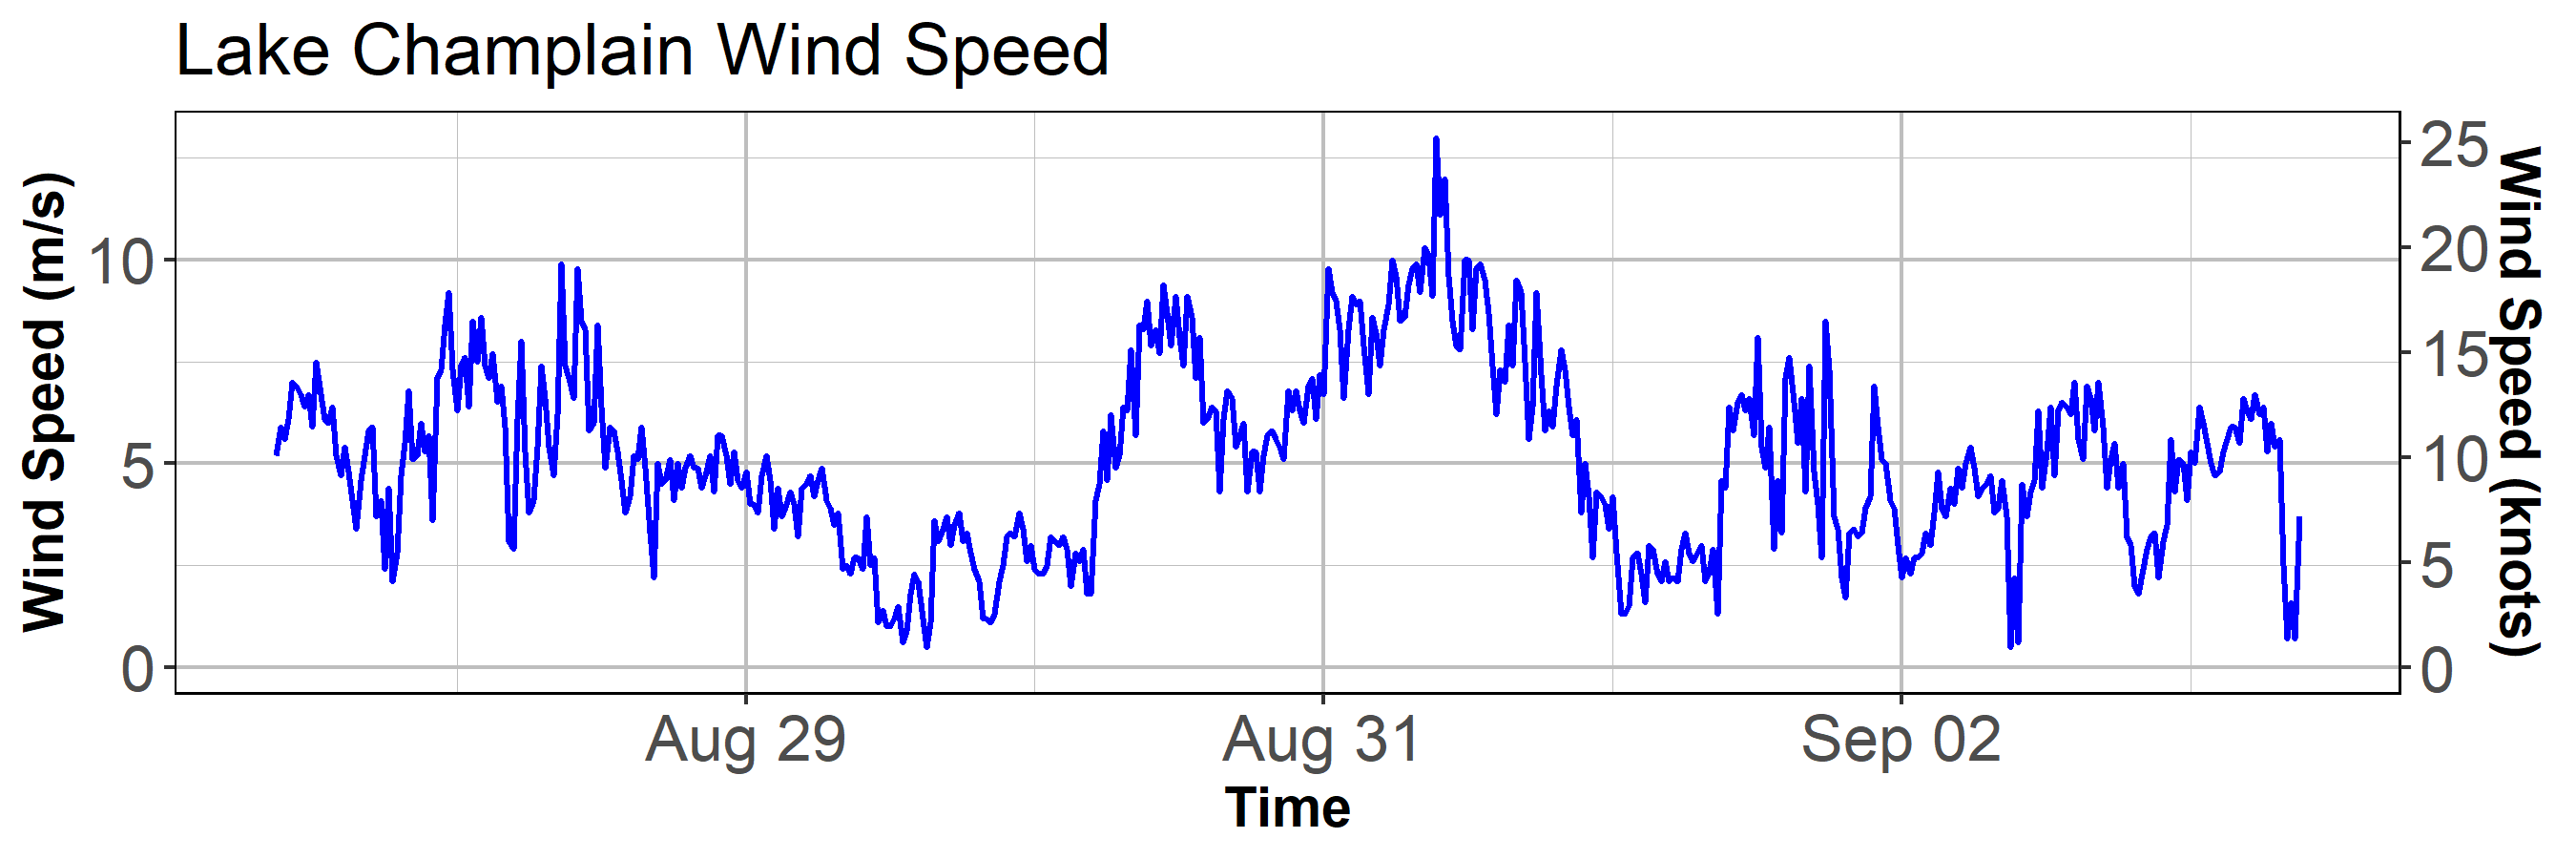 Lake Champlain Wind Speed
Wind Speed (m/s)
10
5
0
25
20
15
10
5
0
Wind Speed (knots)
Aug 29
Aug 31
Sep 02
Time